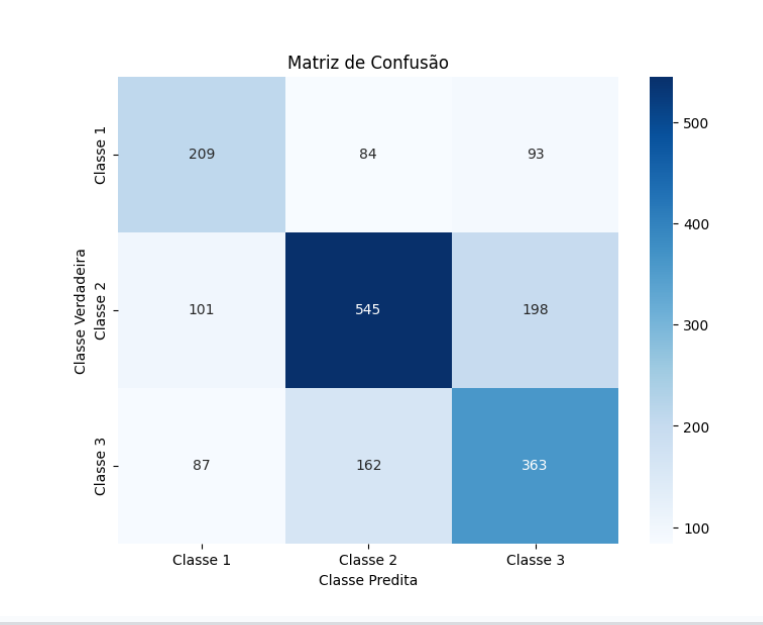 Matriz de Confusão
Classe Verdadeira
Classe 1
209 84 93
Classe 2
101 545 198
Classe 3
87 162 363
Classe 1 Classe 2 Classe 3
Classe Predita
500
400
300
200
100